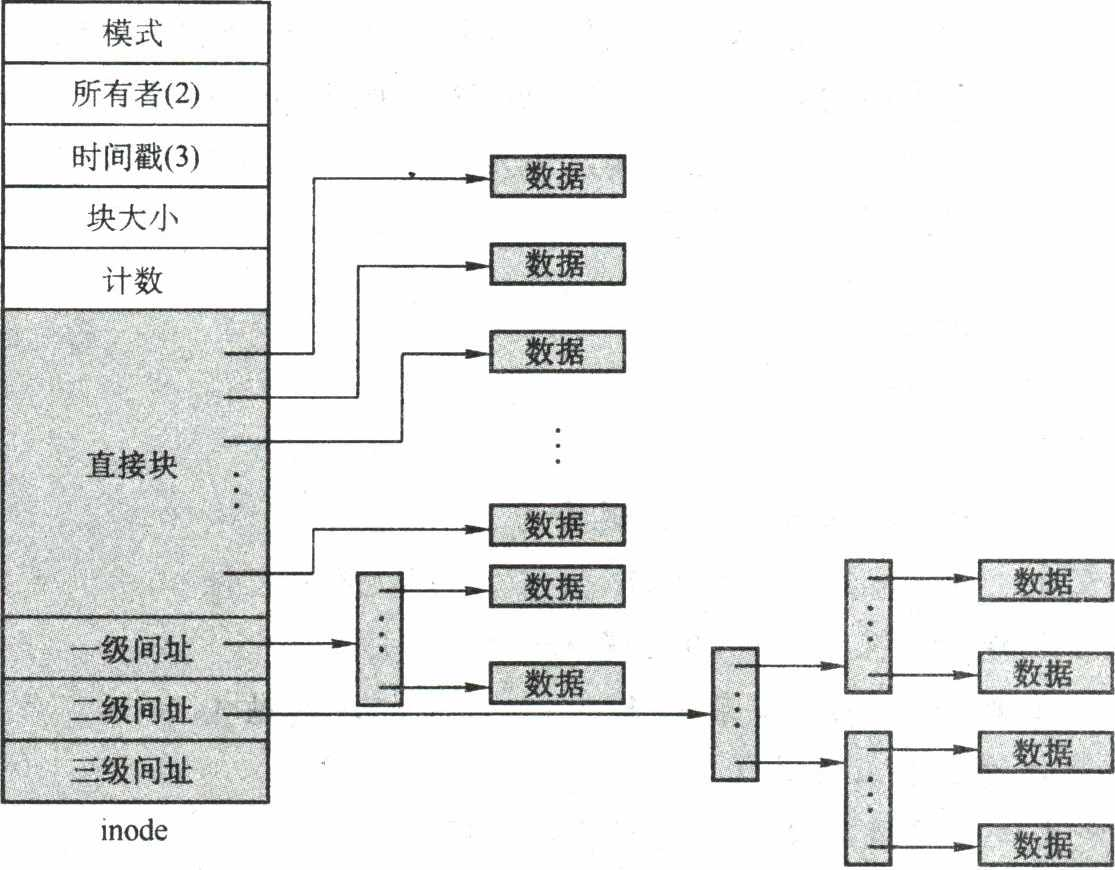 模式
所有者(2)
时间戳(3)
块大小
计数
直接块
一级间址
二级间址
三级间址
inode
数据
数据
数据
数据
数据
数据
数据
数据
数据
数据